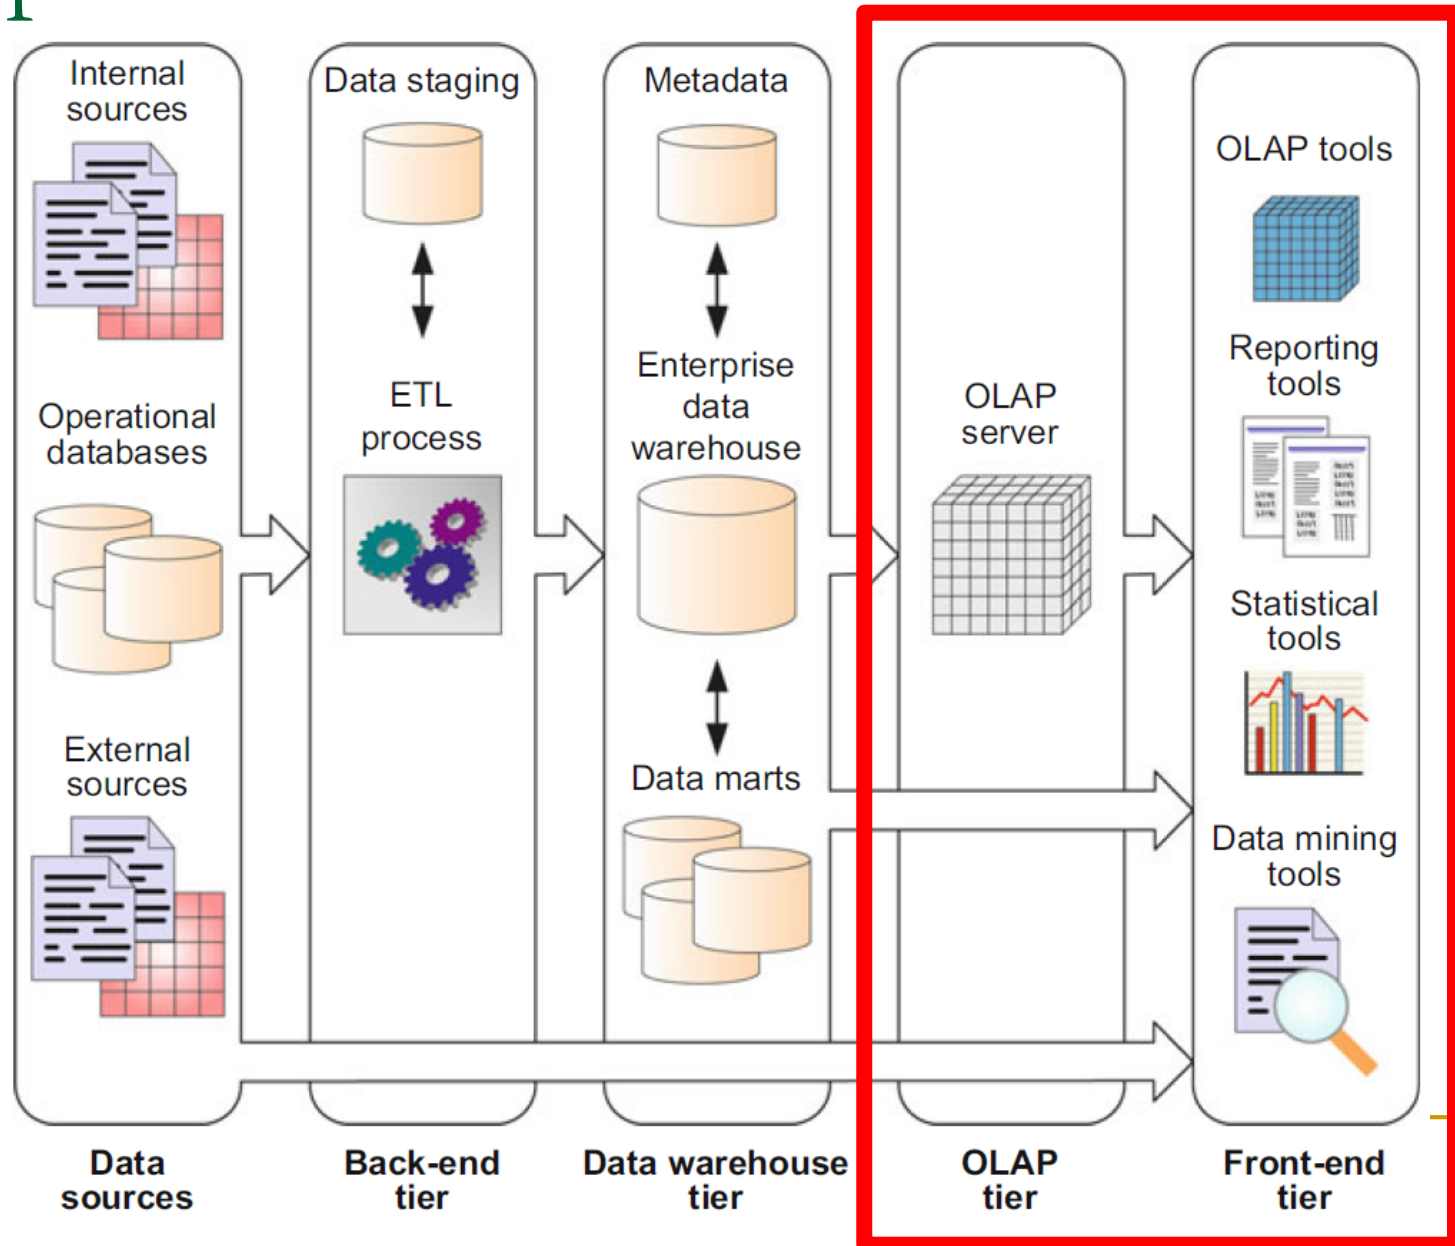 Internal
sources
Operational
databases
External
sources
Data
sources
Data staging
ETL
process
Back-end
tier
Metadata
Enterprise
data
warehouse
Data marts
Data warehouse
tier
OLAP
server
OLAP
tier
OLAP tools
Reporting
tools
Statistical
tools
Data mining
tools
Front-end
tier